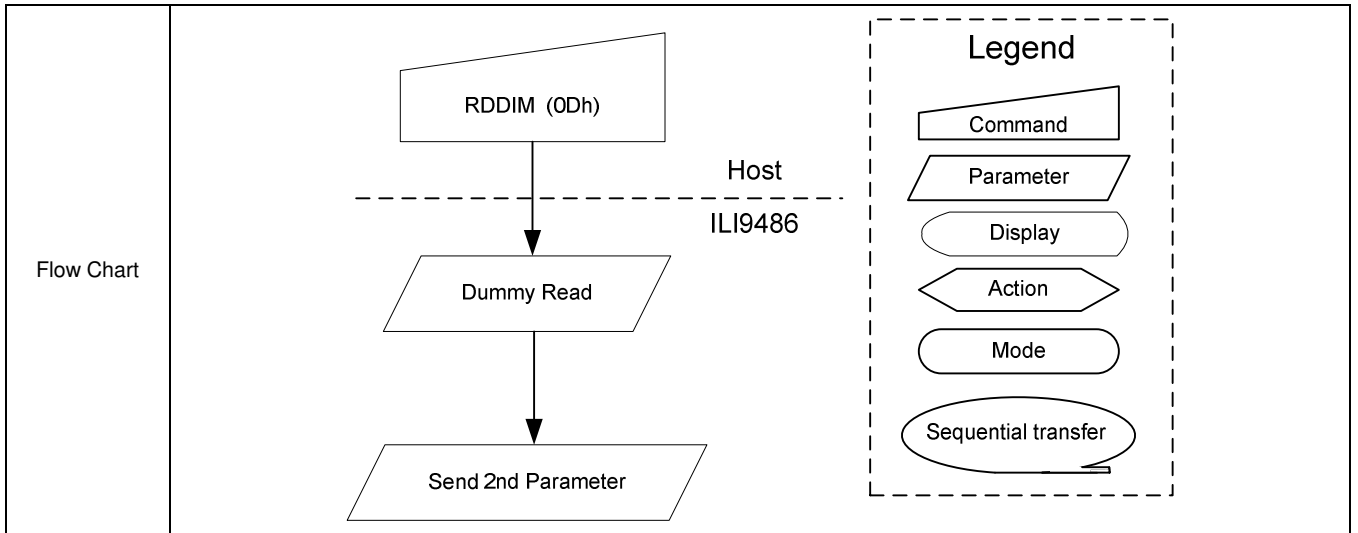 Flow Chart
RDDIM (0Dh)
Host
ILI9486
Dummy Read
Send 2nd Parameter
Legend
Command
Parameter
Display
Action
Mode
Sequential transfer